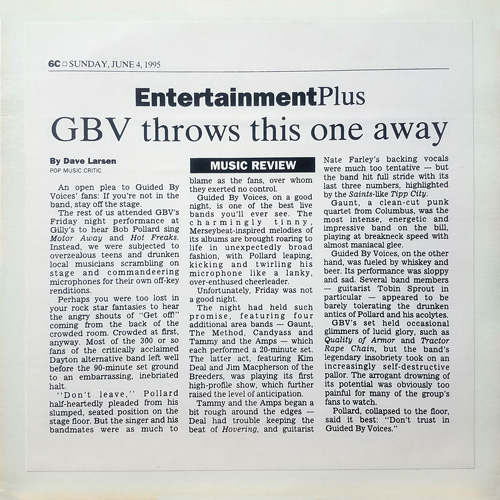 6C □ SUNDAY, JUNE 4, 1995
EntertainmentPlus
GBV throws this one away
By Dave Larsen
POP MUSIC CRITIC
An open plea to Guided By
Voices' fans: If you're not in the
band, stay off the stage.
The rest of us attended GBV's
Friday night performance at
Gilly's to hear Bob Pollard sing
Motor Away and Hot Freaks.
Instead, we were subjected to
overzealous teens and drunken
local musicians scrambling on
stage and commandeering
microphones for their own off-key
renditions.
Perhaps you were too lost in
your rock star fantasies to hear
the angry shouts of "Get off!"
coming from the back of the
crowded room. Crowded at first,
anyway. Most of the 300 or so
fans of the critically acclaimed
Dayton alternative band left well
before the 90-minute set ground
to an embarrassing, inebriated
halt.
"Don't leave," Pollard
half-heartedly pleaded from his
slumped, seated position on the
stage floor. But the singer and his
bandmates were as much to
MUSIC REVIEW
blame as the fans, over whom
they exerted no control.
Guided By Voices, on a good
night, is one of the best live
bands you'll ever see. The
charmingly tinny,
Merseybeat-inspired melodies of
its albums are brought roaring to
life in unexpectedly broad
fashion, with Pollard leaping,
kicking and twirling his
microphone like a lanky,
over-enthused cheerleader.
Unfortunately, Friday was not
a good night.
The night had held such
promise, featuring four
additional area bands — Gaunt,
The Method, Candyass and
Tammy and the Amps — which
each performed a 20-minute set.
The latter act, featuring Kim
Deal and Jim Macpherson of the
Breeders, was playing its first
high-profile show, which further
raised the level of anticipation.
Tammy and the Amps began a
bit rough around the edges —
Deal had trouble keeping the
beat of Hovering, and guitarist
Nate Farley's backing vocals
were much too tentative — but
the band hit full stride with its
last three numbers, highlighted
by the Saints-like Tipp City.
Gaunt, a clean-cut punk
quartet from Columbus, was the
most intense, energetic and
impressive band on the bill,
playing at breakneck speed with
almost maniacal glee.
Guided By Voices, on the other
hand, was fueled by whiskey and
beer. Its performance was sloppy
and sad. Several band members
— guitarist Tobin Sprout in
particular — appeared to be
barely tolerating the drunken
antics of Pollard and his acolytes.
GBV's set held occasional
glimmers of lucid glory, such as
Quality of Armor and Tractor
Rape Chain, but the band's
legendary insobriety took on an
increasingly self-destructive
pallor. The arrogant drowning of
its potential was obviously too
painful for many of the group's
fans to watch.
Pollard, collapsed to the floor,
said it best: "Don't trust in
Guided By Voices."